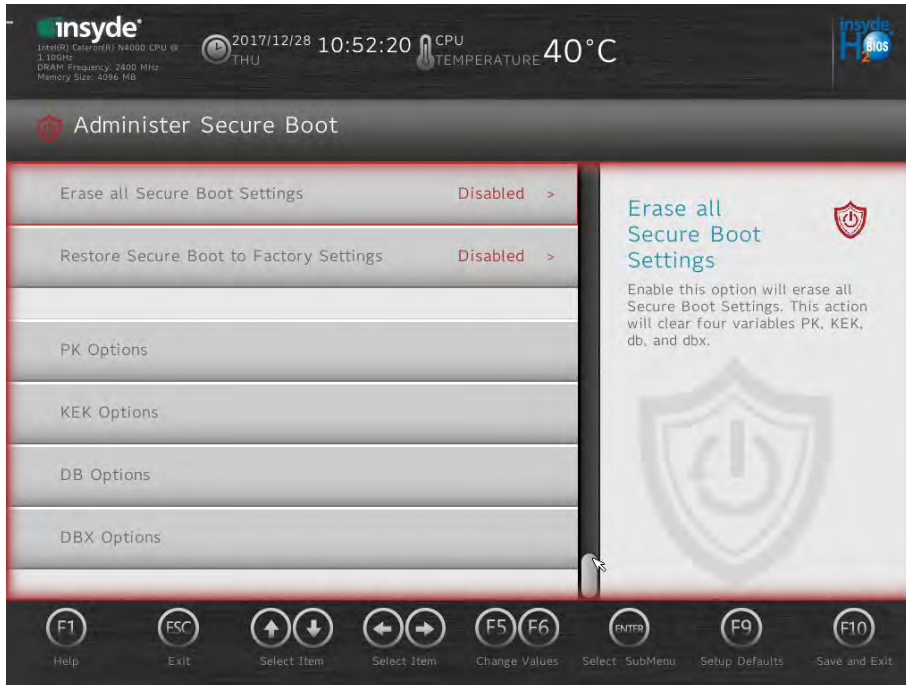 insyde®
Intel(R) Celeron(R) N4000 CPU @
1.10GHz
DRAM Frequency: 2400 MHz
Memory Size: 4096 MB
2017/12/28 10:52:20
THU
CPU
TEMPERATURE 40°C
insyde
H2BIOS
Administer Secure Boot
Erase all Secure Boot Settings Disabled >
Restore Secure Boot to Factory Settings Disabled >
PK Options
KEK Options
DB Options
DBX Options
Erase all
Secure Boot
Settings
Enable this option will erase all
Secure Boot Settings. This action
will clear four variables PK, KEK,
db, and dbx.
F1 ESC F5 F6 ENTER F9 F10
Help Exit Select Item Select Item Change Values Select SubMenu Setup Defaults Save and Exit